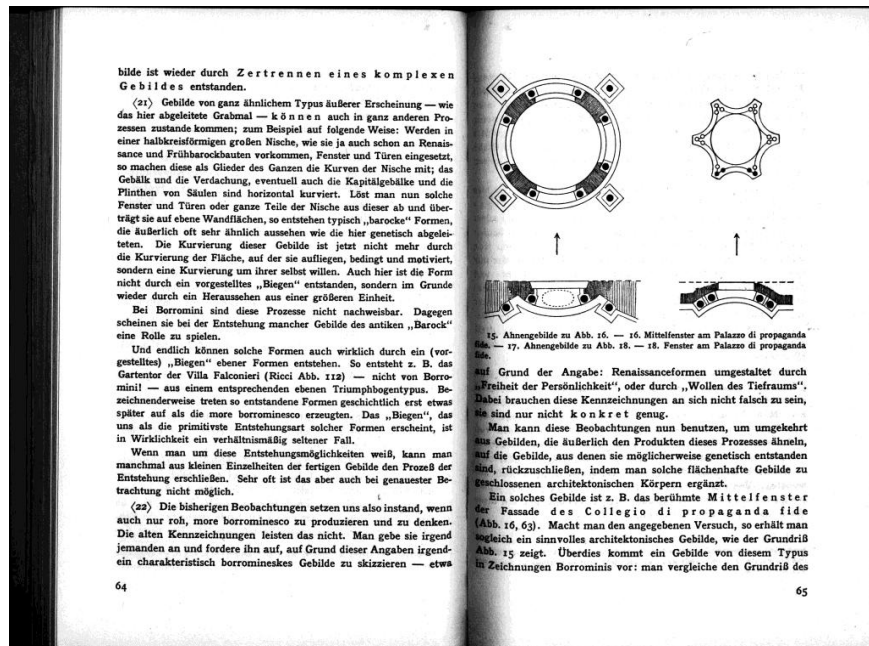 bilde ist wieder durch Zertrennen eines komplexen
Gebildes entstanden.
⟨21⟩ Gebilde von ganz ähnlichem Typus äußerer Erscheinung — wie
das hier abgeleitete Grabmal — können auch in ganz anderen Pro-
zessen zustande kommen; zum Beispiel auf folgende Weise: Werden in
einer halbkreisförmigen großen Nische, wie sie ja auch schon an Renais-
sance und Frühbarockbauten vorkommen, Fenster und Türen eingesetzt,
so machen diese als Glieder des Ganzen die Kurven der Nische mit; das
Gebälk und die Verdachung, eventuell auch die Kapitälgebälke und die
Plinthen von Säulen sind horizontal kurviert. Löst man nun solche
Fenster und Türen oder ganze Teile der Nische aus dieser ab und über-
trägt sie auf ebene Wandflächen, so entstehen typisch „barocke“ Formen,
die äußerlich oft sehr ähnlich aussehen wie die hier genetisch abgelei-
teten. Die Kurvierung dieser Gebilde ist jetzt nicht mehr durch
die Kurvierung der Fläche, auf der sie aufliegen, bedingt und motiviert,
sondern eine Kurvierung um ihrer selbst willen. Auch hier ist die Form
nicht durch ein vorgestelltes „Biegen“ entstanden, sondern im Grunde
wieder durch ein Heraussehen aus einer größeren Einheit.
Bei Borromini sind diese Prozesse nicht nachweisbar. Dagegen
scheinen sie bei der Entstehung mancher Gebilde des antiken „Barock“
eine Rolle zu spielen.
Und endlich können solche Formen auch wirklich durch ein (vor-
gestelltes) „Biegen“ ebener Formen entstehen. So entsteht z. B. das
Gartentor der Villa Falconieri (Ricci Abb. 112) — nicht von Borro-
mini! — aus einem entsprechenden ebenen Triumphbogentypus. Be-
zeichnenderweise treten so entstandene Formen geschichtlich erst etwas
später auf als die more borrominesco erzeugten. Das „Biegen“, das
uns als die primitivste Entstehungsart solcher Formen erscheint, ist
in Wirklichkeit ein verhältnismäßig seltener Fall.
Wenn man um diese Entstehungsmöglichkeiten weiß, kann man
manchmal aus kleinen Einzelheiten der fertigen Gebilde den Prozeß der
Entstehung erschließen. Sehr oft ist das aber auch bei genauester Be-
trachtung nicht möglich.
⟨22⟩ Die bisherigen Beobachtungen setzen uns also instand, wenn
auch nur roh, more borrominesco zu produzieren und zu denken.
Die alten Kennzeichnungen leisten das nicht. Man gebe sie irgend
jemanden an und fordere ihn auf, auf Grund dieser Angaben irgend-
ein charakteristisch borromineskes Gebilde zu skizzieren — etwa
64
15. Ahnengebilde zu Abb. 16. — 16. Mittelfenster am Palazzo di propaganda
fide. — 17. Ahnengebilde zu Abb. 18. — 18. Fenster am Palazzo di propaganda
fide.
auf Grund der Angabe: Renaissanceformen umgestaltet durch
„Freiheit der Persönlichkeit“, oder durch „Wollen des Tiefraums“.
Dabei brauchen diese Kennzeichnungen an sich nicht falsch zu sein,
sie sind nur nicht konkret genug.
Man kann diese Beobachtungen nun benutzen, um umgekehrt
aus Gebilden, die äußerlich den Produkten dieses Prozesses ähneln,
auf die Gebilde, aus denen sie möglicherweise genetisch entstanden
sind, rückzuschließen, indem man solche flächenhafte Gebilde zu
geschlossenen architektonischen Körpern ergänzt.
Ein solches Gebilde ist z. B. das berühmte Mittelfenster
der Fassade des Collegio di propaganda fide
(Abb. 16, 63). Macht man den angegebenen Versuch, so erhält man
sogleich ein sinnvolles architektonisches Gebilde, wie der Grundriß
Abb. 15 zeigt. Überdies kommt ein Gebilde von diesem Typus
in Zeichnungen Borrominis vor: man vergleiche den Grundriß des
65